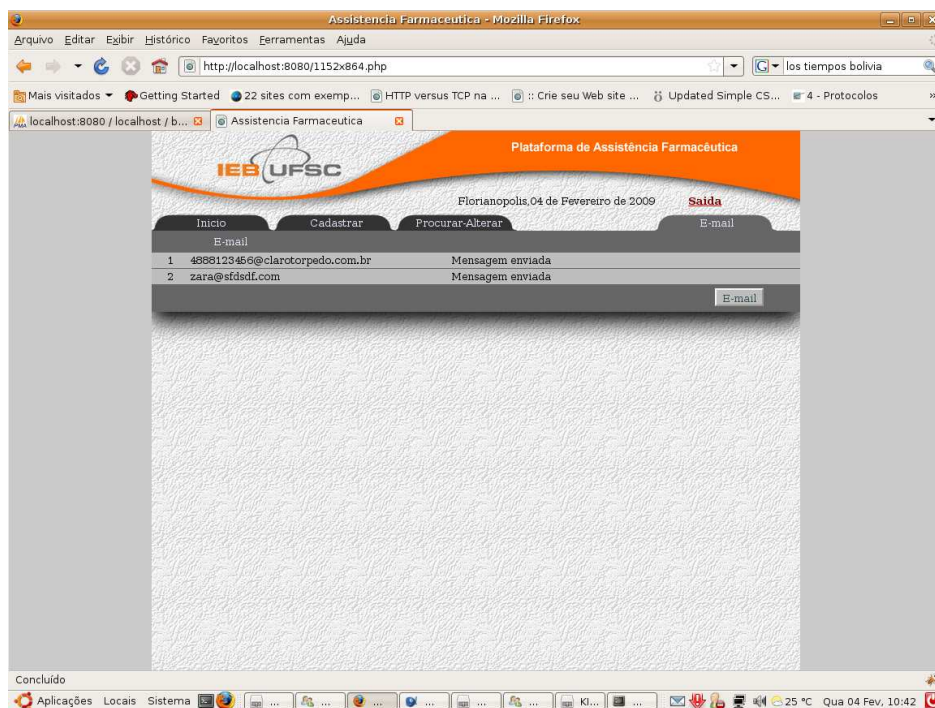 Assistencia Farmaceutica - Mozilla Firefox
Arquivo Editar Exibir Histórico Favoritos Ferramentas Ajuda
http://localhost:8080/1152x864.php
G los tiempos bolivia
Mais visitados Getting Started 22 sites com exemp... HTTP versus TCP na ... :: Crie seu Web site ... Updated Simple CS... 4 - Protocolos »
localhost:8080 / localhost / b... Assistencia Farmaceutica
IEB UFSC
Plataforma de Assistência Farmacêutica
Florianopolis,04 de Fevereiro de 2009 Saida
Inicio Cadastrar Procurar-Alterar E-mail
E-mail
1 4888123456@clarotorpedo.com.br Mensagem enviada
2 zara@sfdsdf.com Mensagem enviada
E-mail
Concluído
Aplicações Locais Sistema ... ... ... ... ... ... Kl... ... 25 °C Qua 04 Fev, 10:42